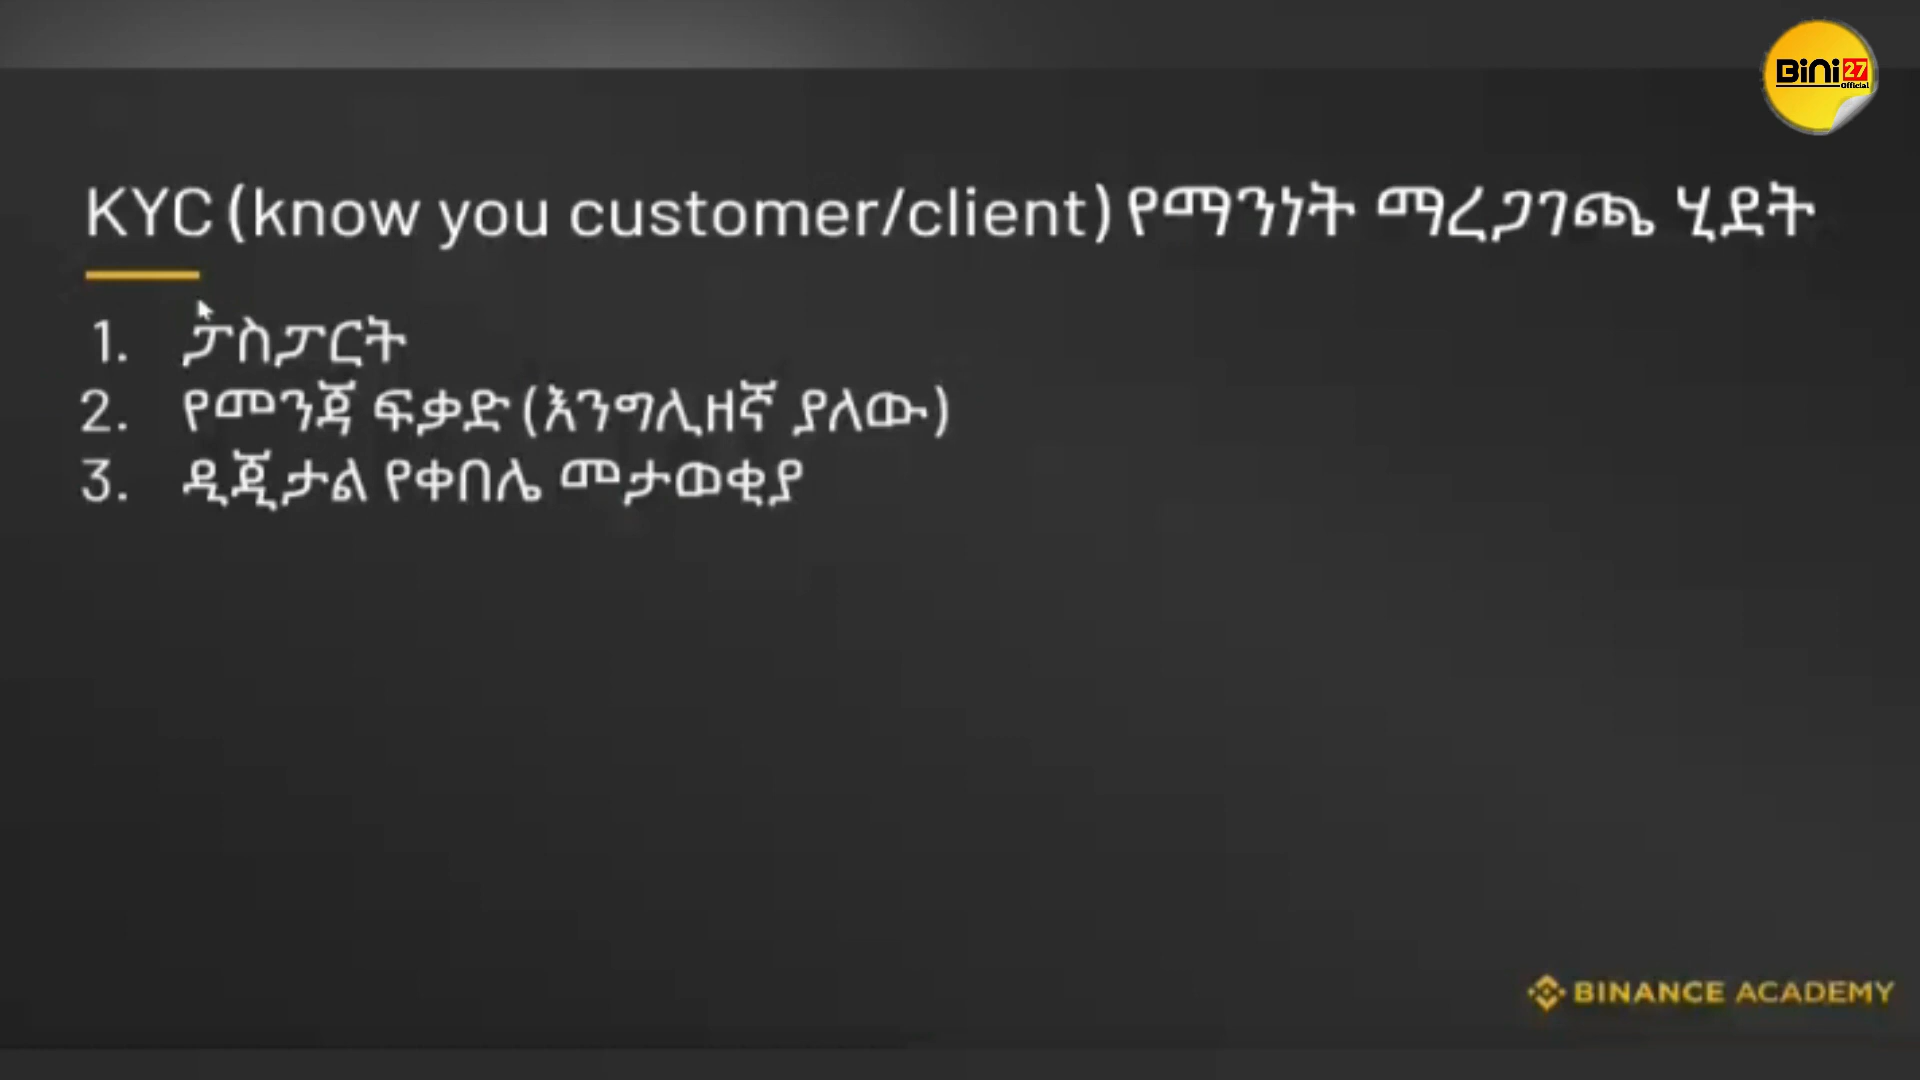 BiNi 27
Official
KYC (know you customer/client) የማንነት ማረጋገጫ ሂደት
1. ፓስፓርት
2. የመንጃ ፍቃድ (እንግሊዘኛ ያለው)
3. ዲጂታል የቀበሌ መታወቂያ
BINANCE ACADEMY